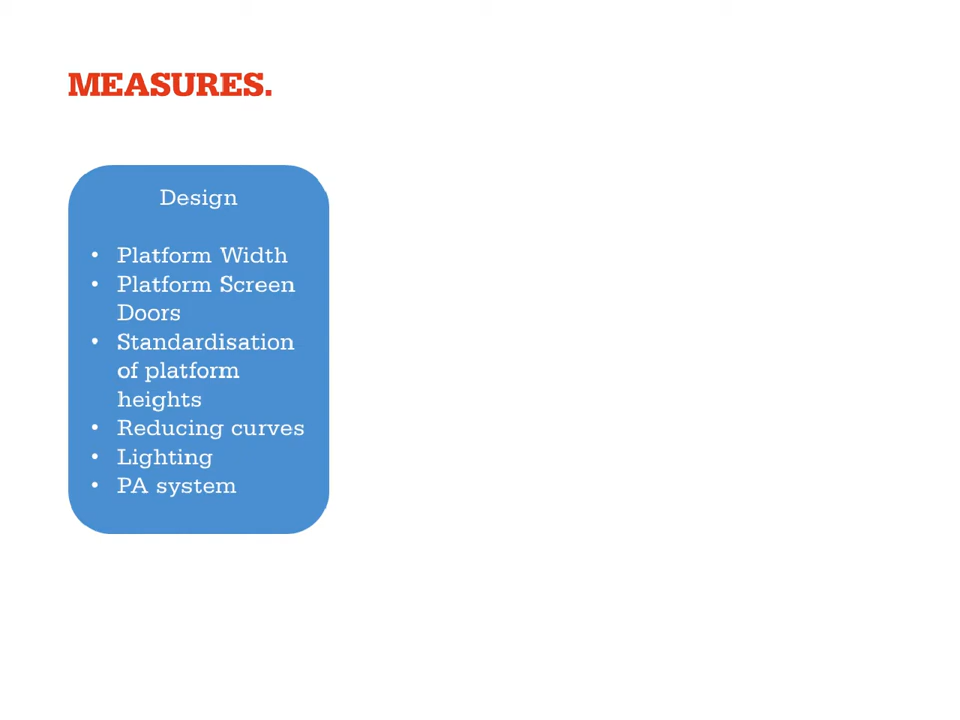 MEASURES.
Design
• Platform Width
• Platform Screen
Doors
• Standardisation
of platform
heights
• Reducing curves
• Lighting
• PA system